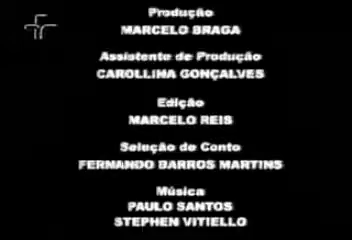 Produção
MARCELO BRAGA
Assistente de Produção
CAROLLINA GONÇALVES
Edição
MARCELO REIS
Seleção de Conto
FERNANDO BARROS MARTINS
Música
PAULO SANTOS
STEPHEN VITIELLO